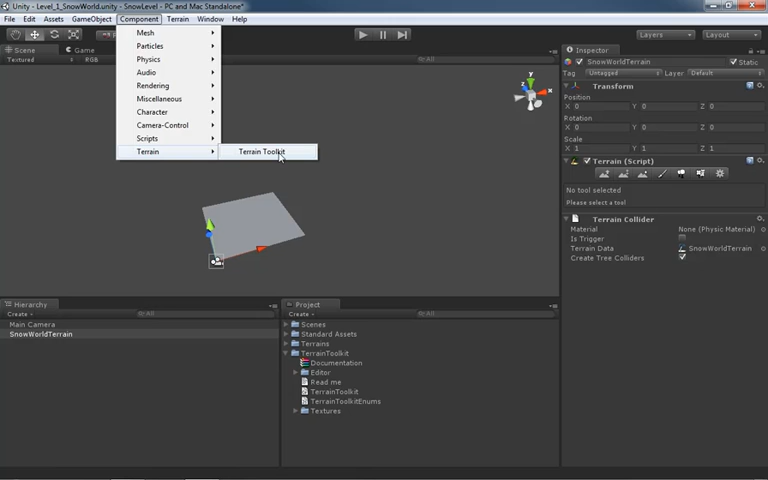 Unity - Level_1_SnowWorld.unity - SnowLevel - PC and Mac Standalone*
File Edit Assets GameObject Component Terrain Window Help
Layers Layout
Scene Game
Textured RGB All
Mesh
Particles
Physics
Audio
Rendering
Miscellaneous
Character
Camera-Control
Scripts
Terrain
Terrain Toolkit
y
x
z
Inspector
SnowWorldTerrain Static
Tag Untagged Layer Default
Transform
Position
X 0 Y 0 Z 0
Rotation
X 0 Y 0 Z 0
Scale
X 1 Y 1 Z 1
Terrain (Script)
No tool selected
Please select a tool
Terrain Collider
Material None (Physic Material)
Is Trigger
Terrain Data SnowWorldTerrain
Create Tree Colliders
Hierarchy
Create All
Main Camera
SnowWorldTerrain
Project
Create All
Scenes
Standard Assets
Terrains
TerrainToolkit
Documentation
Editor
Read me
TerrainToolkit
TerrainToolkitEnums
Textures